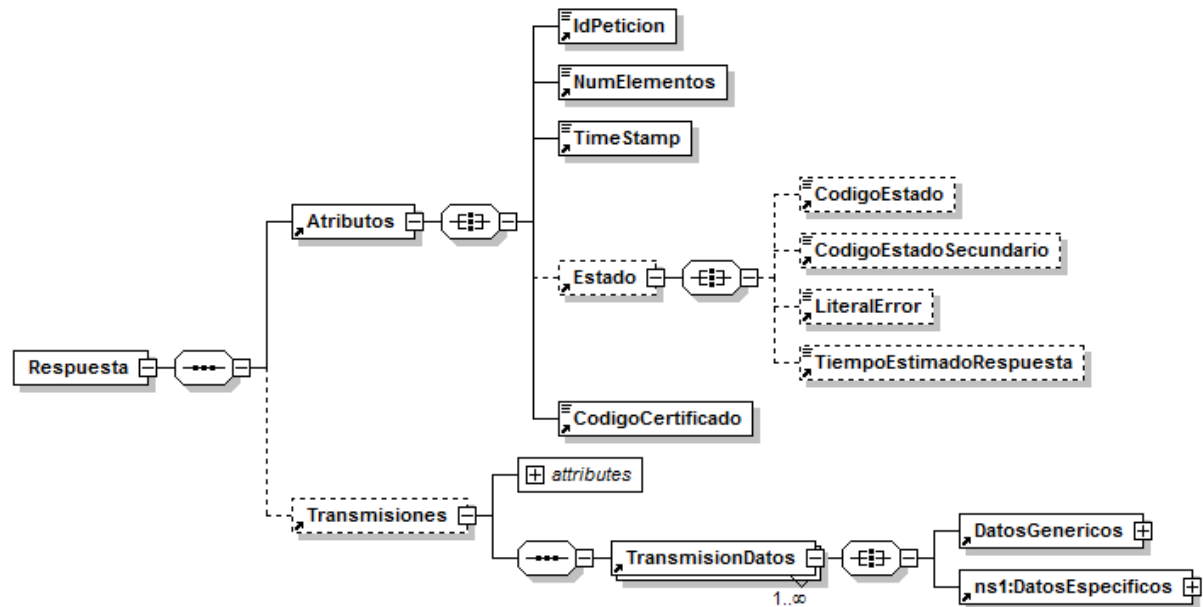 IdPeticion
NumElementos
TimeStamp
CodigoEstado
Atributos
CodigoEstadoSecundario
Estado
LiteralError
Respuesta
TiempoEstimadoRespuesta
CodigoCertificado
attributes
Transmisiones
DatosGenericos
TransmisionDatos
1..∞
ns1:DatosEspecificos